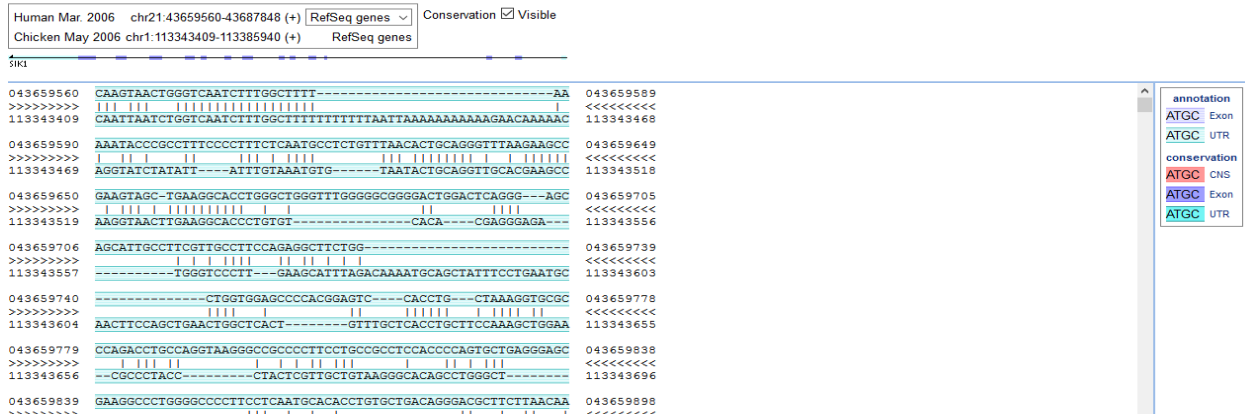 Human Mar. 2006 chr21:43659560-43687848 (+) RefSeq genes Conservation Visible
Chicken May 2006 chr1:113343409-113385940 (+) RefSeq genes
SIK1
043659560 CAAGTAACTGGGTCAATCTTTGGCTTTT------------------------------AA 043659589
>>>>>>>>> <<<<<<<<<
113343409 CAATTAATCTGGTCAATCTTTGGCTTTTTTTTTTTAATTAAAAAAAAAAAGAACAAAAAC 113343468
043659590 AAATACCCGCCTTTCCCCTTTCTCAATGCCTCTGTTTAACACTGCAGGGTTTAAGAAGCC 043659649
>>>>>>>>> <<<<<<<<<
113343469 AGGTATCTATATT----ATTTGTAAATGTG------TAATACTGCAGGTTGCACGAAGCC 113343518
043659650 GAAGTAGC-TGAAGGCACCTGGGCTGGGTTTGGGGGCGGGGACTGGACTCAGGG---AGC 043659705
>>>>>>>>> <<<<<<<<<
113343519 AAGGTAACTTGAAGGCACCCTGTGT---------------CACA---CGAGGGAGA--- 113343556
043659706 AGCATTGCCTTCGTTGCCTTCCAGAGGCTTCTGG-------------------------- 043659739
>>>>>>>>> <<<<<<<<<
113343557 ----------TGGGTCCCTT---GAAGCATTTAGACAAAATGCAGCTATTTCCTGAATGC 113343603
043659740 --------------CTGGTGGAGCCCCACGGAGTC----CACCTG---CTAAAGGTGCGC 043659778
>>>>>>>>> <<<<<<<<<
113343604 AACTTCCAGCTGAACTGGCTCACT--------GTTTGCTCACCTGCTTCCAAAGCTGGAA 113343655
043659779 CCAGACCTGCCAGGTAAGGGCCGCCCCTTCCTGCCGCCTCCACCCCAGTGCTGAGGGAGC 043659838
>>>>>>>>> <<<<<<<<<
113343656 --CGCCCTACC---------CTACTCGTTGCTGTAAGGGCACAGCCTGGGCT-------- 113343696
043659839 GAAGGCCCTGGGGCCCCTTCCTCAATGCACACCTGTGCTGACAGGGACGCTTCTTAACAA 043659898
>>>>>>>>> <<<<<<<<<
annotation
ATGC Exon
ATGC UTR
conservation
ATGC CNS
ATGC Exon
ATGC UTR